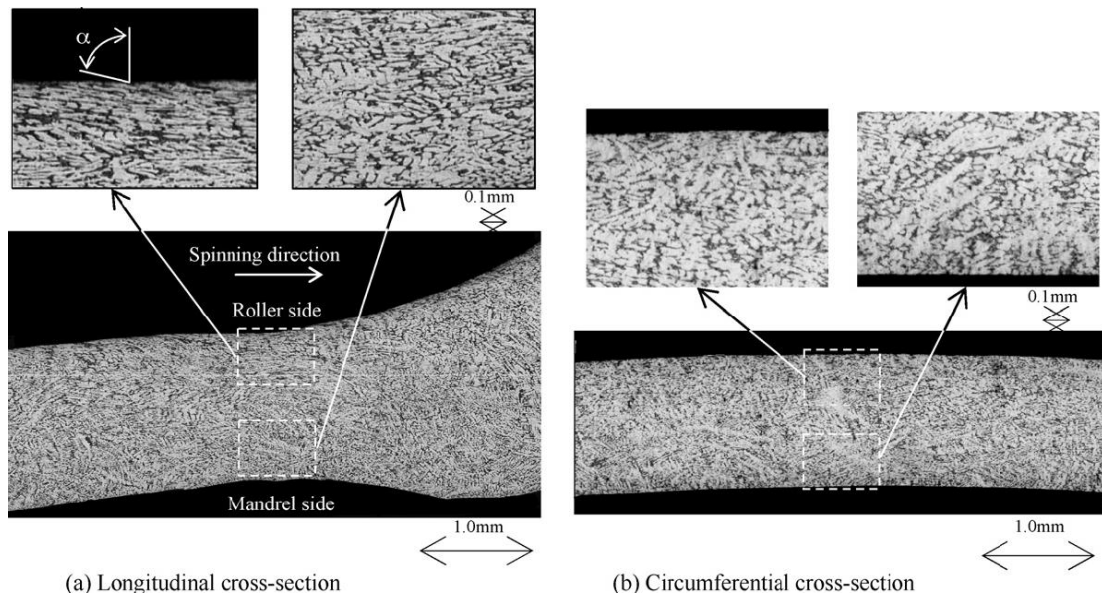 α
0.1mm
Spinning direction
Roller side
Mandrel side
1.0mm
(a) Longitudinal cross-section
0.1mm
1.0mm
(b) Circumferential cross-section